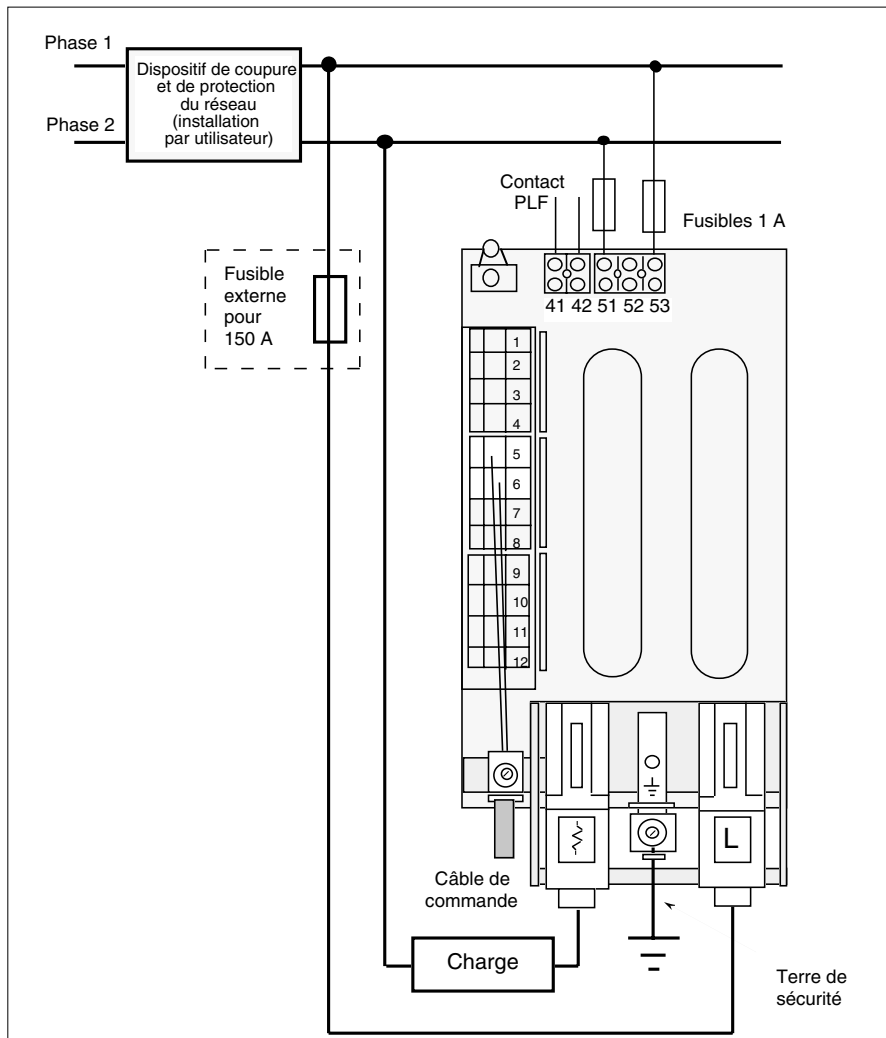 Phase 1
Dispositif de coupure
et de protection
du réseau
(installation
par utilisateur)
Phase 2
Contact
PLF
Fusibles 1 A
Fusible
externe
pour
150 A
41 42 51 52 53
1
2
3
4
5
6
7
8
9
10
11
12
L
Câble de
commande
Charge
Terre de
sécurité